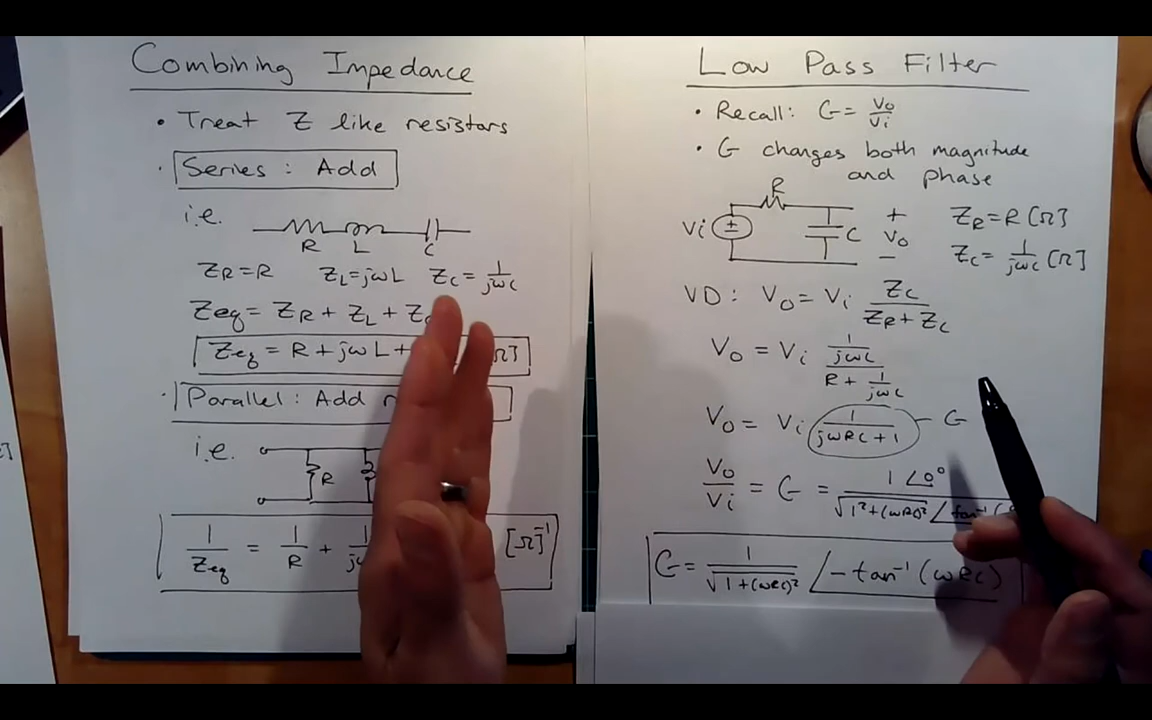 Combining Impedance
• Treat Z like resistors
• Series : Add
i.e.
R L C
Z_R = R Z_L = jωL Z_C = 1/jωC
Zeq = Z_R + Z_L + Z
Zeq = R + jωL + Ω]
• Parallel : Add
i.e.
R
1/Zeq = 1/R + 1/jω [Ω]⁻¹
Low Pass Filter
• Recall: G = Vo/Vi
• G changes both magnitude
and phase
R
Vi C + Vo − Z_R = R [Ω]
Z_C = 1/jωC [Ω]
VD : Vo = Vi Z_C/(Z_R + Z_C)
Vo = Vi (1/jωC)/(R + 1/jωC)
Vo = Vi 1/(jωRC + 1) — G
Vo/Vi = G = 1∠0°/√1²+(ωRC)² ∠tan⁻¹(
G = 1/√1+(ωRC)² ∠−tan⁻¹(ωRC)
Ω]